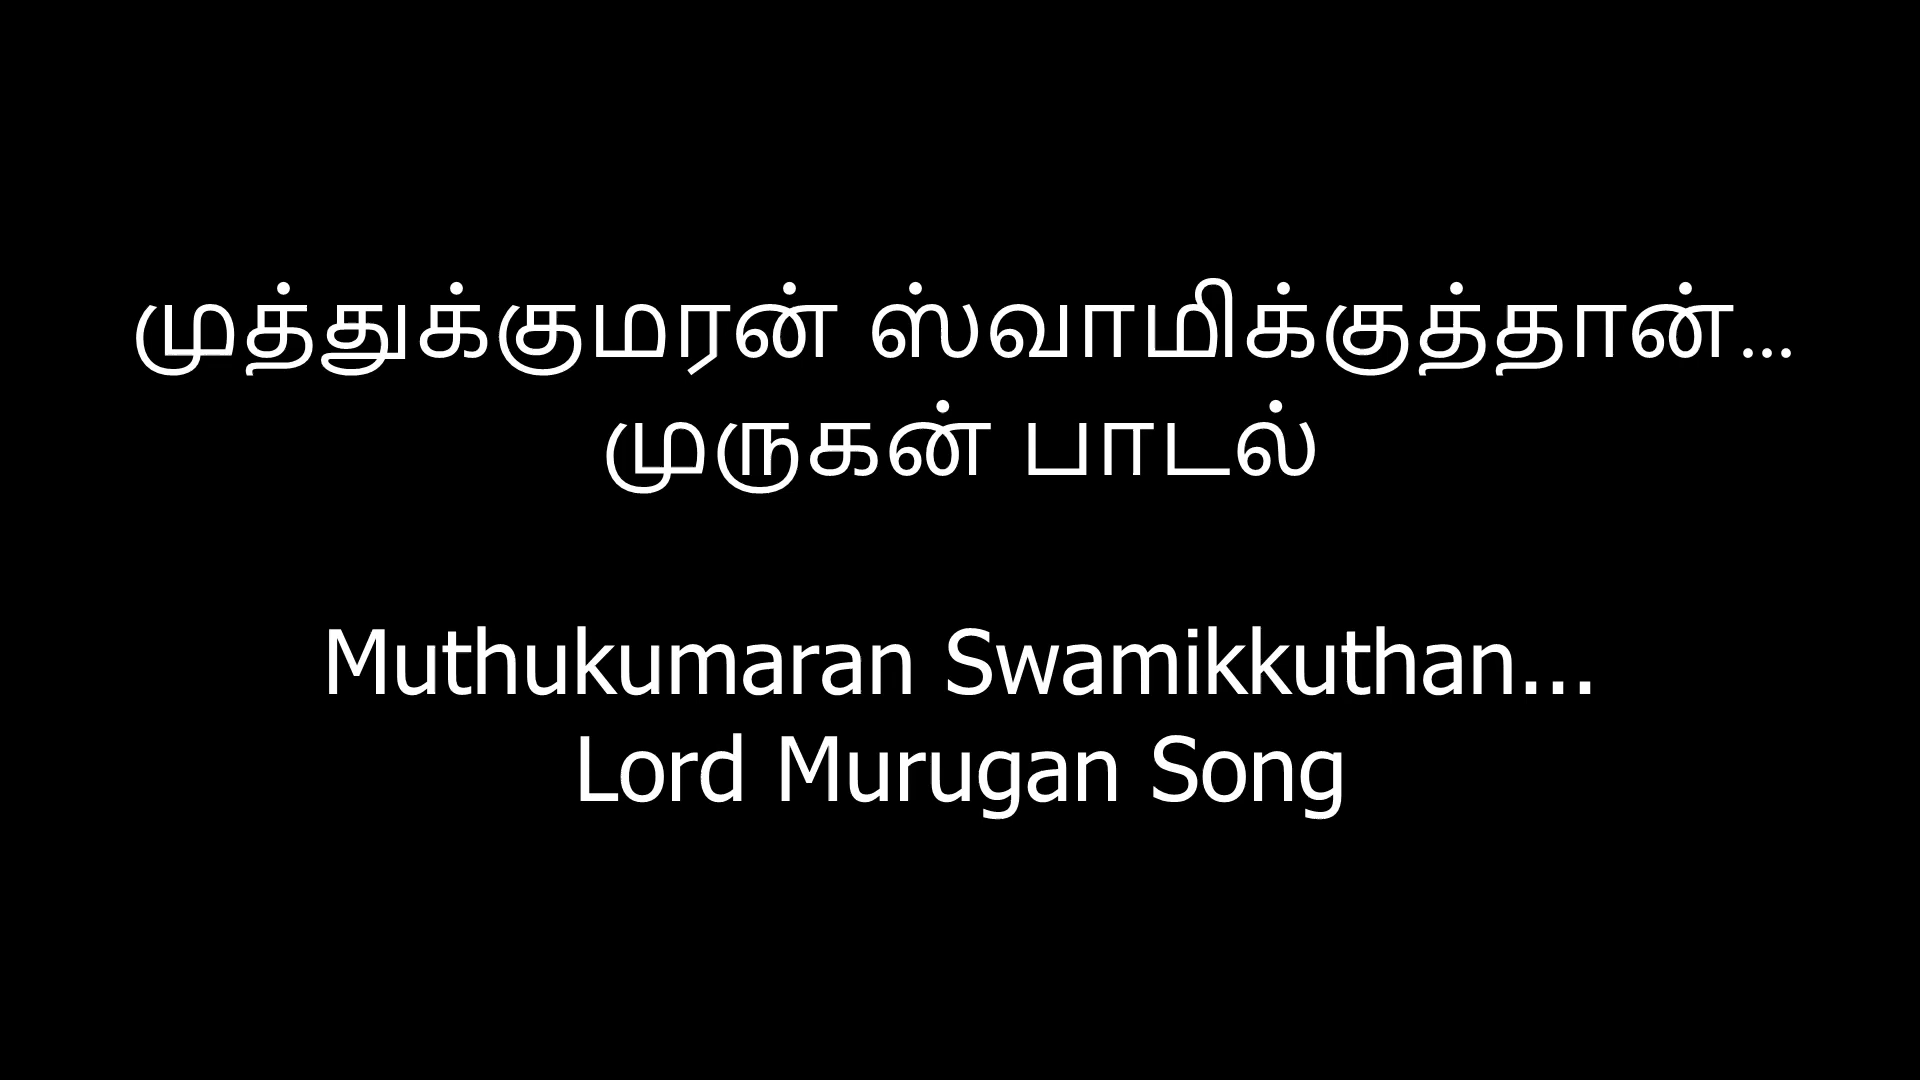 முத்துக்குமரன் ஸ்வாமிக்குத்தான்...
முருகன் பாடல்
Muthukumaran Swamikkuthan...
Lord Murugan Song